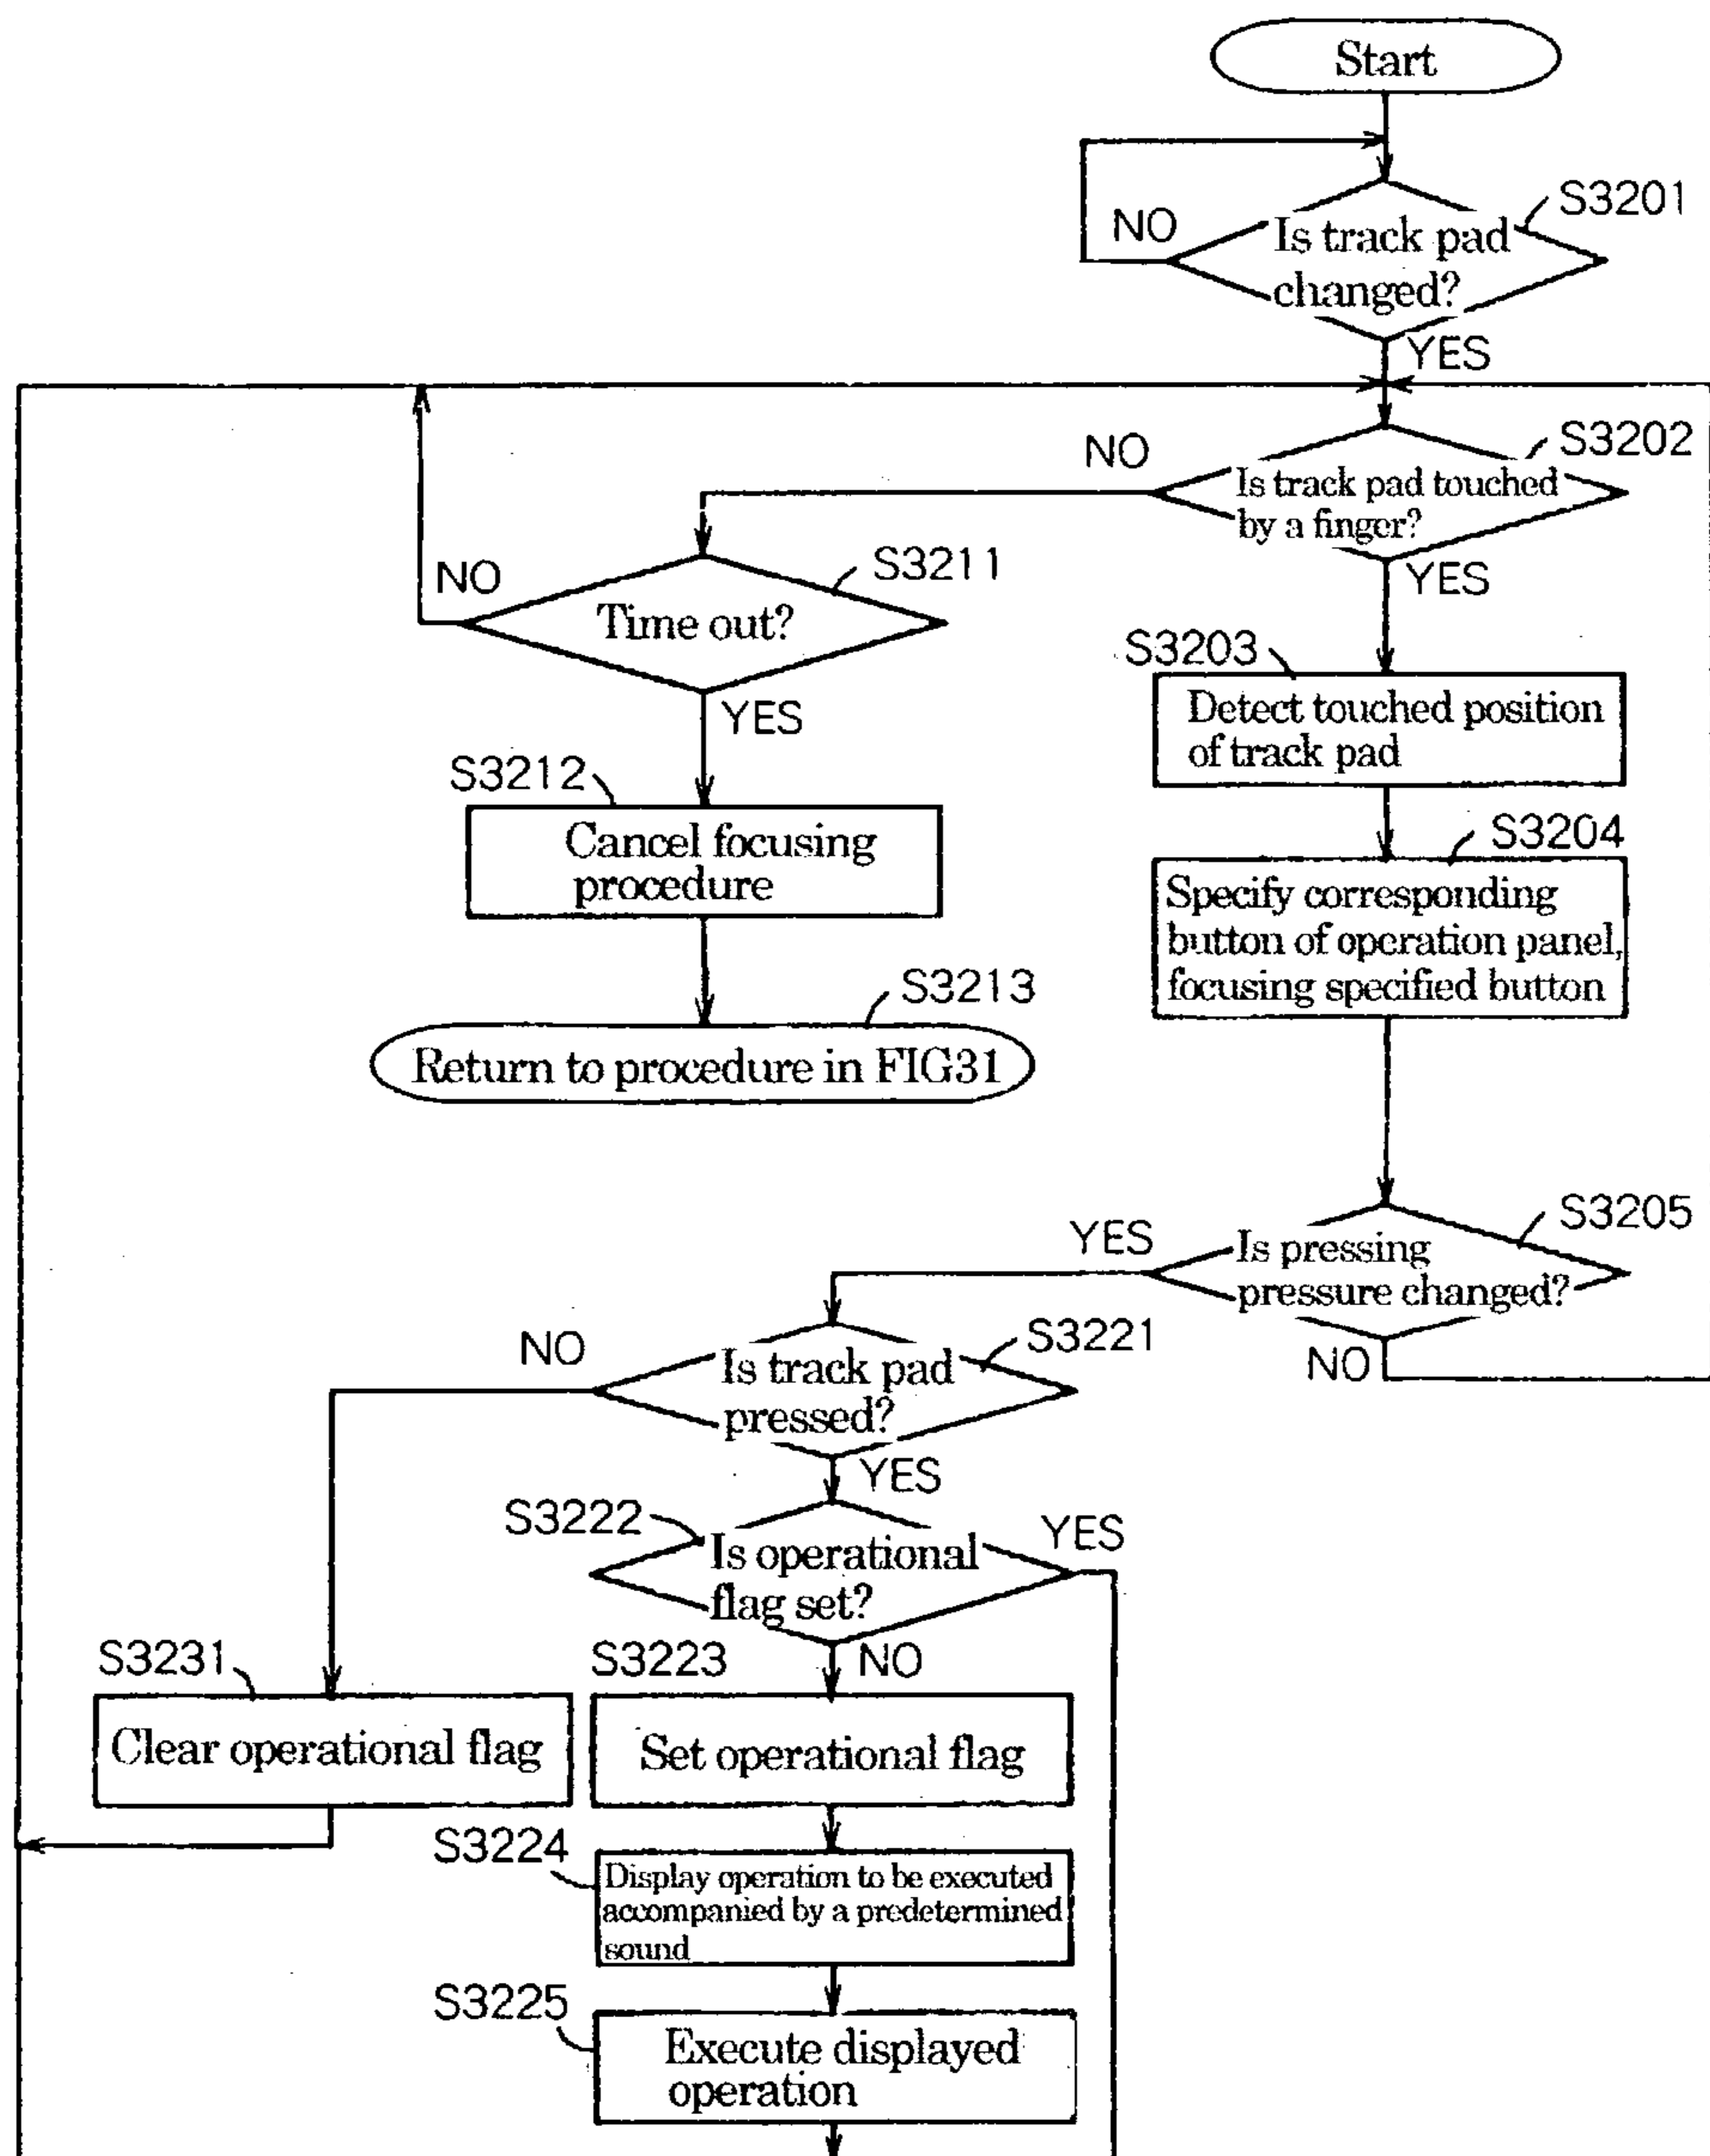 Start
S3201
NO
Is track pad
changed?
YES
S3202
NO
Is track pad touched
by a finger?
YES
S3211
NO
Time out?
YES
S3203
Detect touched position
of track pad
S3212
Cancel focusing
procedure
S3204
Specify corresponding
button of operation panel,
focusing specified button
S3213
Return to procedure in FIG31
S3205
YES
Is pressing
pressure changed?
NO
S3221
NO
Is track pad
pressed?
YES
S3222
YES
Is operational
flag set?
NO
S3231
Clear operational flag
S3223
Set operational flag
S3224
Display operation to be executed
accompanied by a predetermined
sound
S3225
Execute displayed
operation